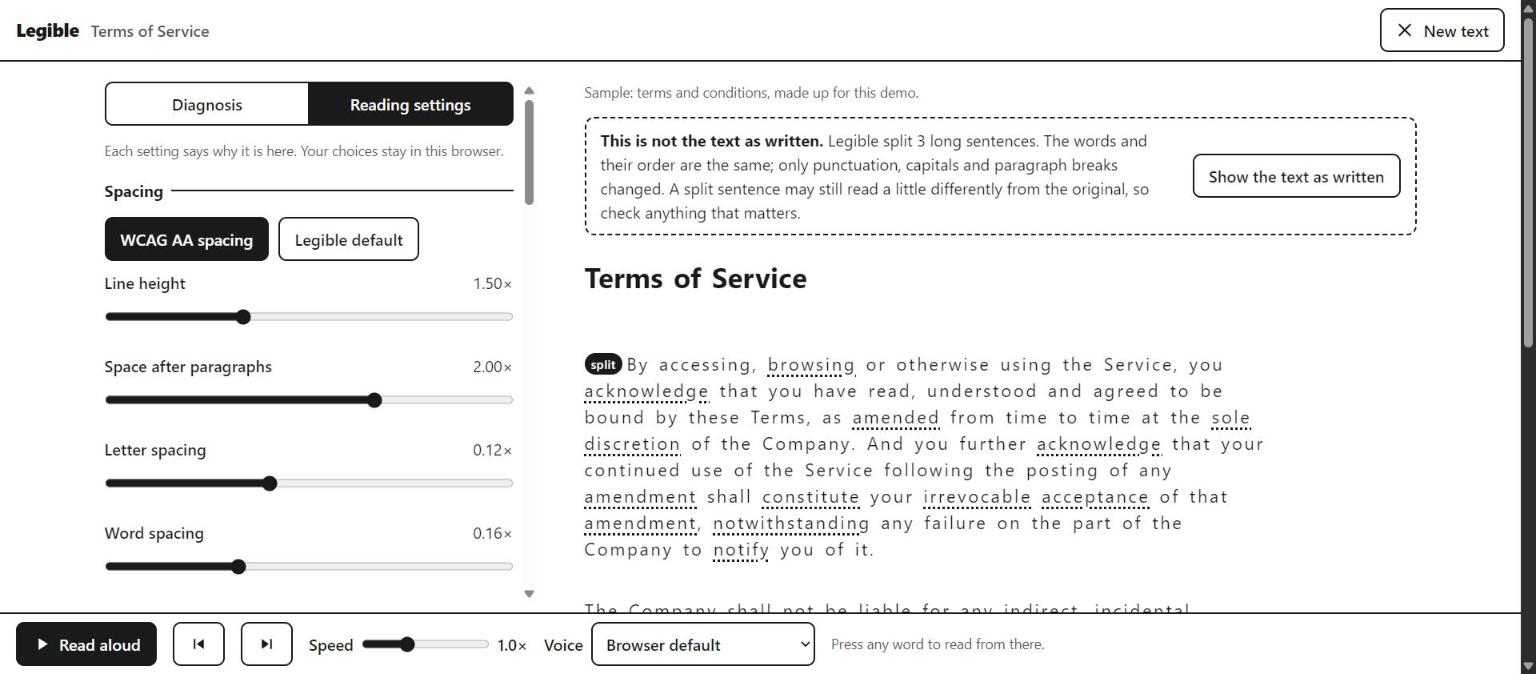 Legible Terms of Service
New text
Diagnosis
Reading settings
Each setting says why it is here. Your choices stay in this browser.
Spacing
WCAG AA spacing
Legible default
Line height 1.50×
Space after paragraphs 2.00×
Letter spacing 0.12×
Word spacing 0.16×
Sample: terms and conditions, made up for this demo.
This is not the text as written. Legible split 3 long sentences. The words and
their order are the same; only punctuation, capitals and paragraph breaks
changed. A split sentence may still read a little differently from the original, so
check anything that matters.
Show the text as written
Terms of Service
split By accessing, browsing or otherwise using the Service, you
acknowledge that you have read, understood and agreed to be
bound by these Terms, as amended from time to time at the sole
discretion of the Company. And you further acknowledge that your
continued use of the Service following the posting of any
amendment shall constitute your irrevocable acceptance of that
amendment, notwithstanding any failure on the part of the
Company to notify you of it.
The Company shall not be liable for any indirect, incidental
Read aloud
Speed 1.0×
Voice Browser default
Press any word to read from there.